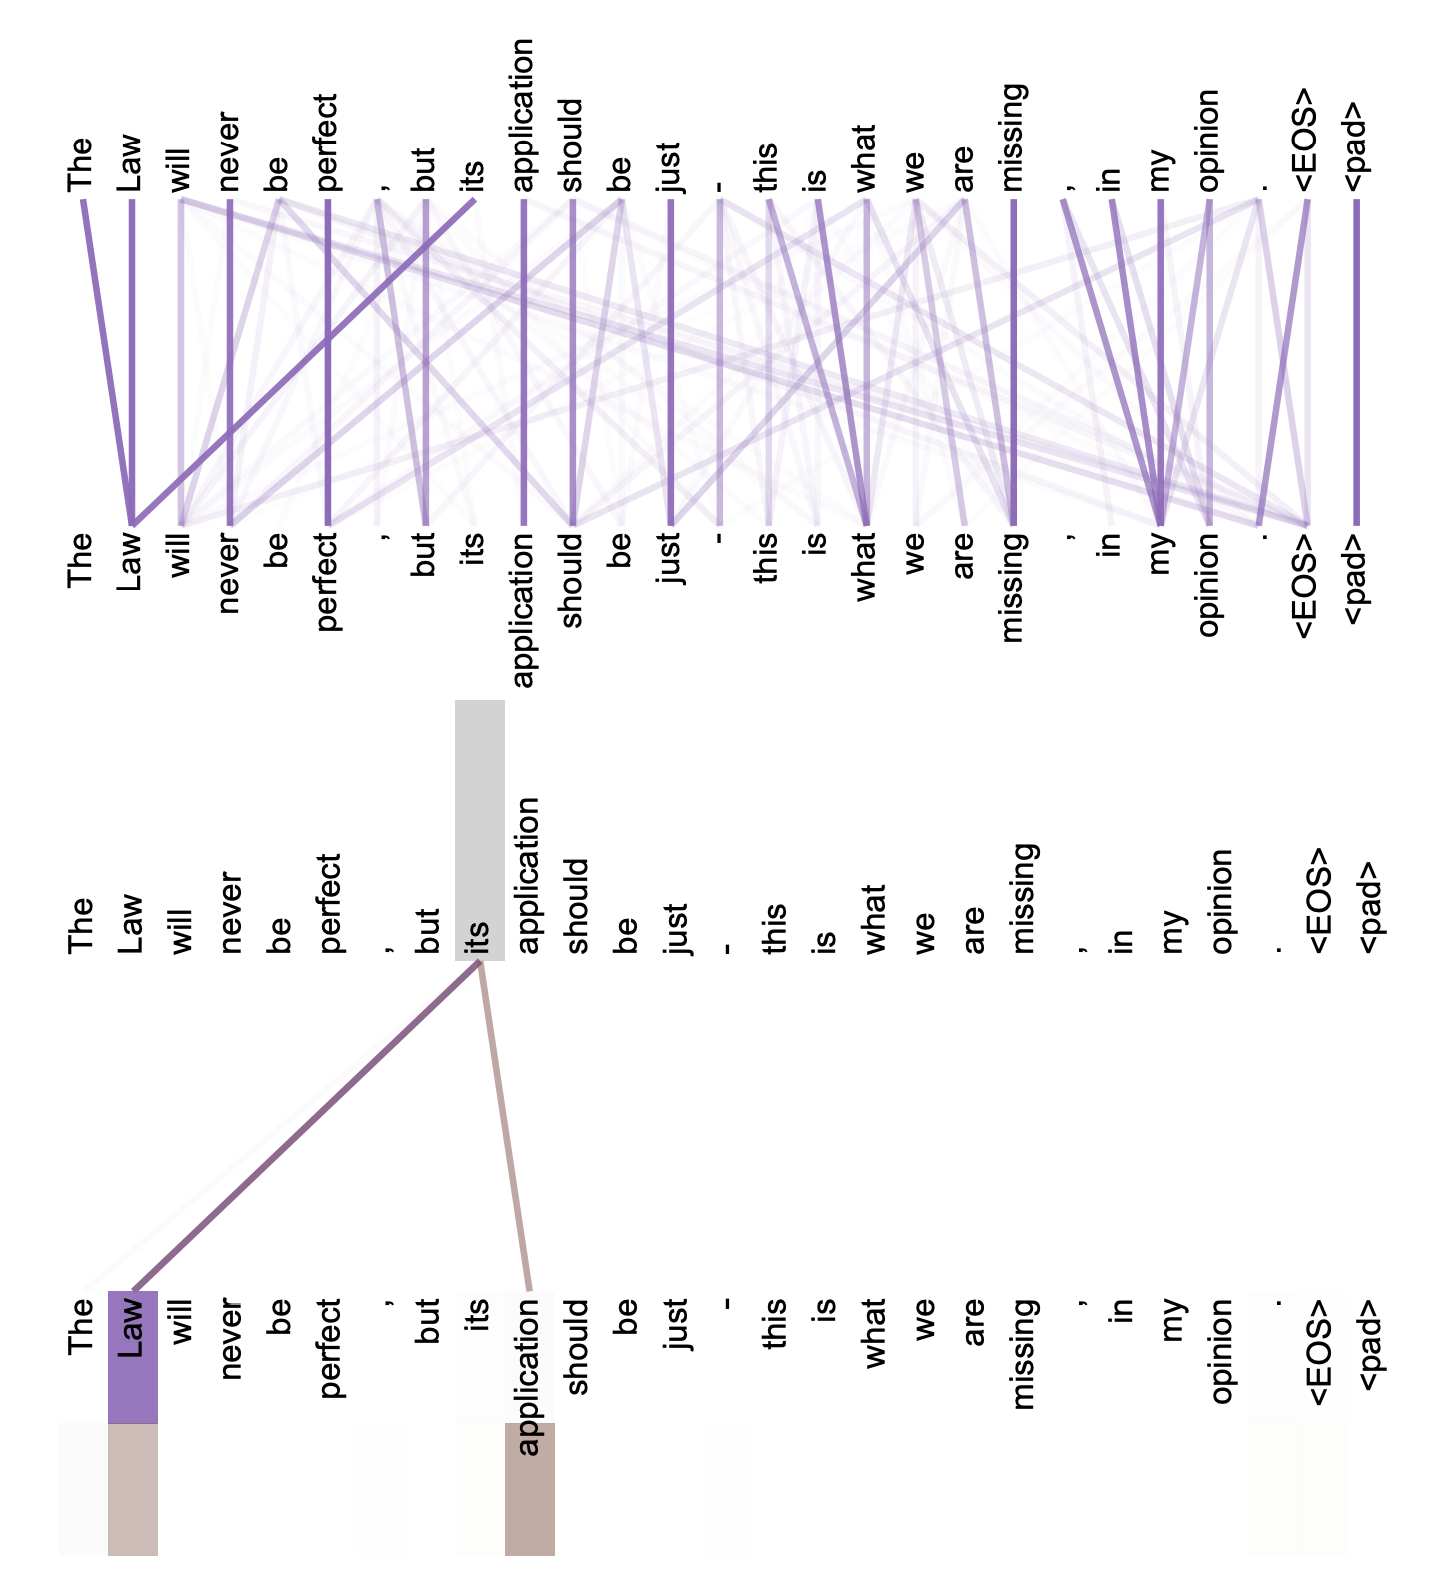 The Law will never be perfect , but its application should be just - this is what we are missing , in my opinion . <EOS> <pad>
The Law will never be perfect , but its application should be just - this is what we are missing , in my opinion . <EOS> <pad>
The Law will never be perfect , but its application should be just - this is what we are missing , in my opinion . <EOS> <pad>
The Law will never be perfect , but its application should be just - this is what we are missing , in my opinion . <EOS> <pad>